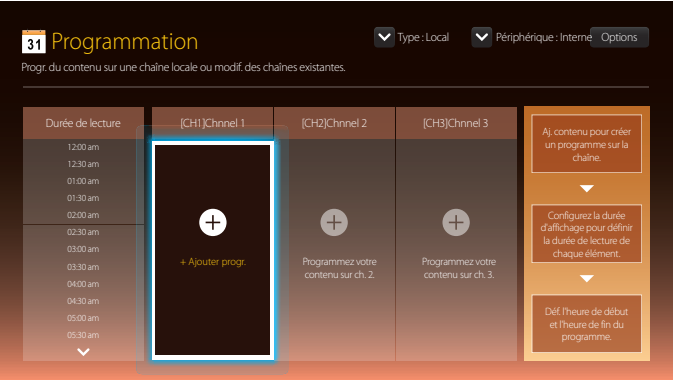 31 Programmation
Type : Local
Périphérique : Interne
Options
Progr. du contenu sur une chaîne locale ou modif. des chaînes existantes.
Durée de lecture
[CH1]Chnnel 1
[CH2]Chnnel 2
[CH3]Chnnel 3
12:00 am
12:30 am
01:00 am
01:30 am
02:00 am
02:30 am
03:00 am
03:30 am
04:00 am
04:30 am
05:00 am
05:30 am
+ Ajouter progr.
Programmez votre
contenu sur ch. 2.
Programmez votre
contenu sur ch. 3.
Aj. contenu pour créer
un programme sur la
chaîne.
Configurez la durée
d'affichage pour définir
la durée de lecture de
chaque élément.
Déf. l'heure de début
et l'heure de fin du
programme.